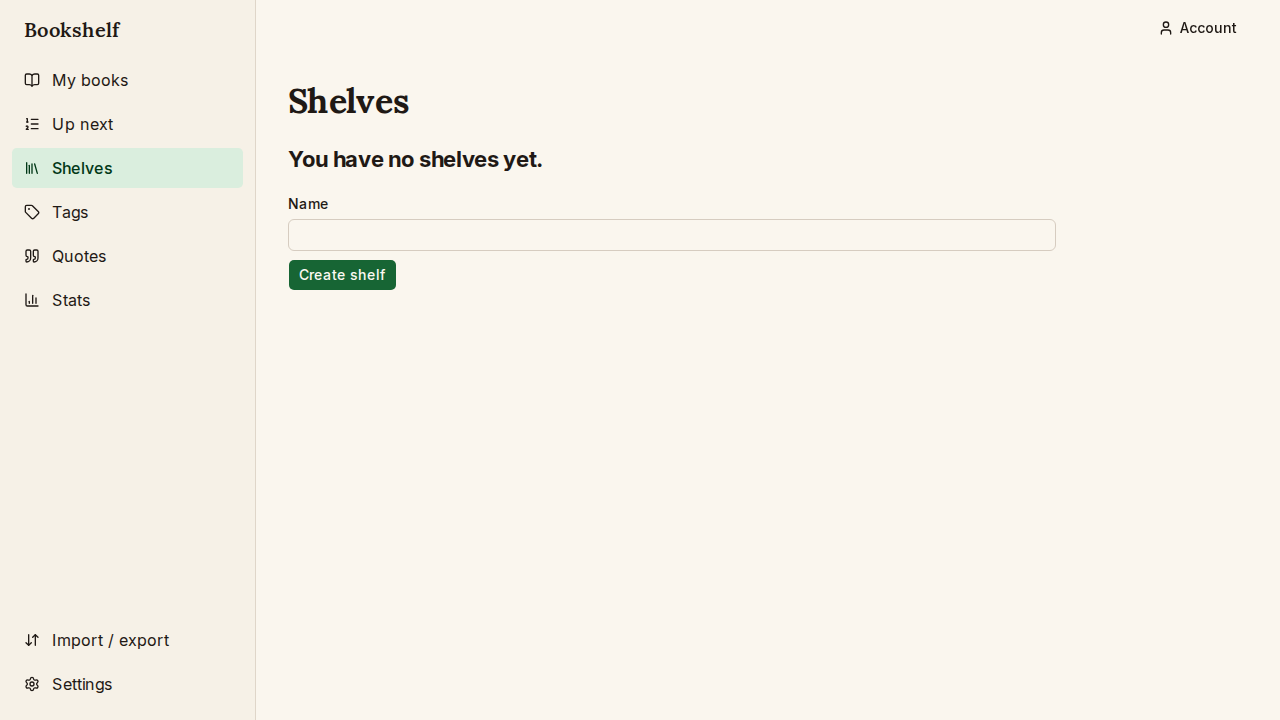 Bookshelf
My books
Up next
Shelves
Tags
Quotes
Stats
Import / export
Settings
Account
Shelves
You have no shelves yet.
Name
Create shelf